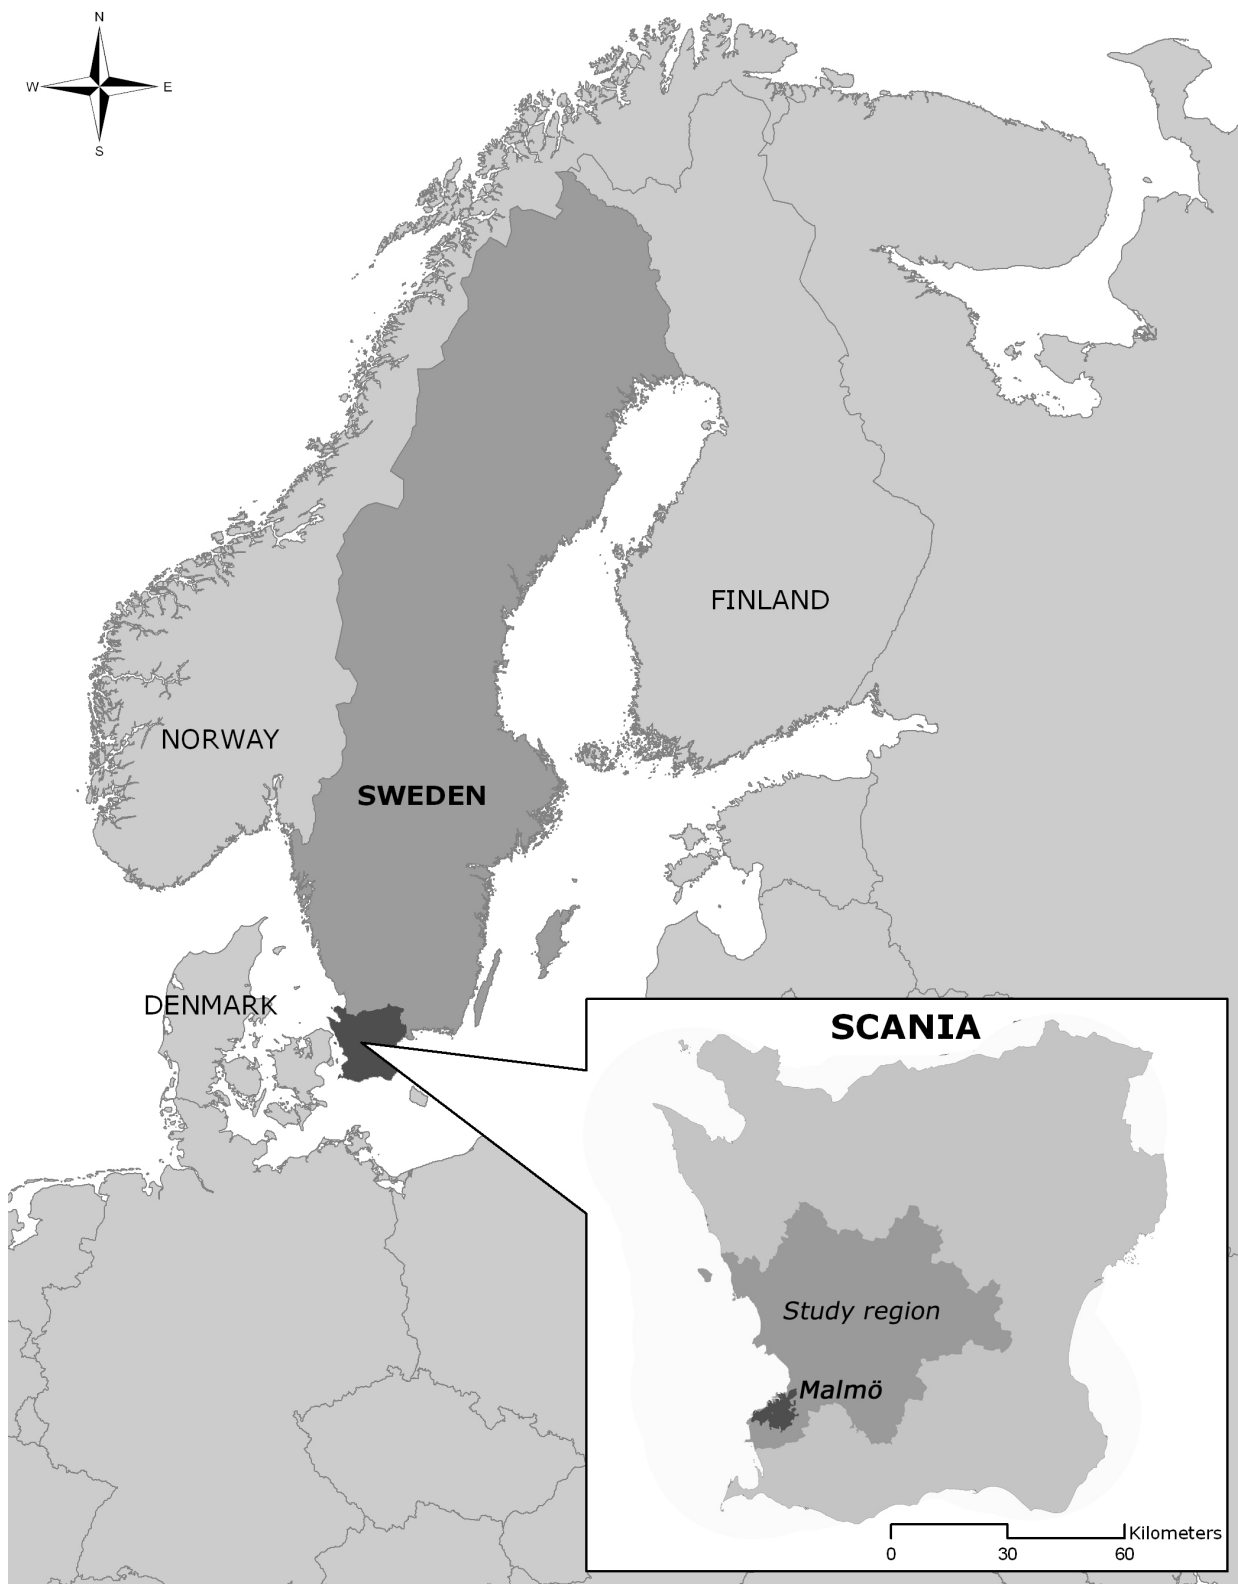 N
W E
S
FINLAND
NORWAY
SWEDEN
DENMARK
SCANIA
Study region
Malmö
Kilometers
0 30 60